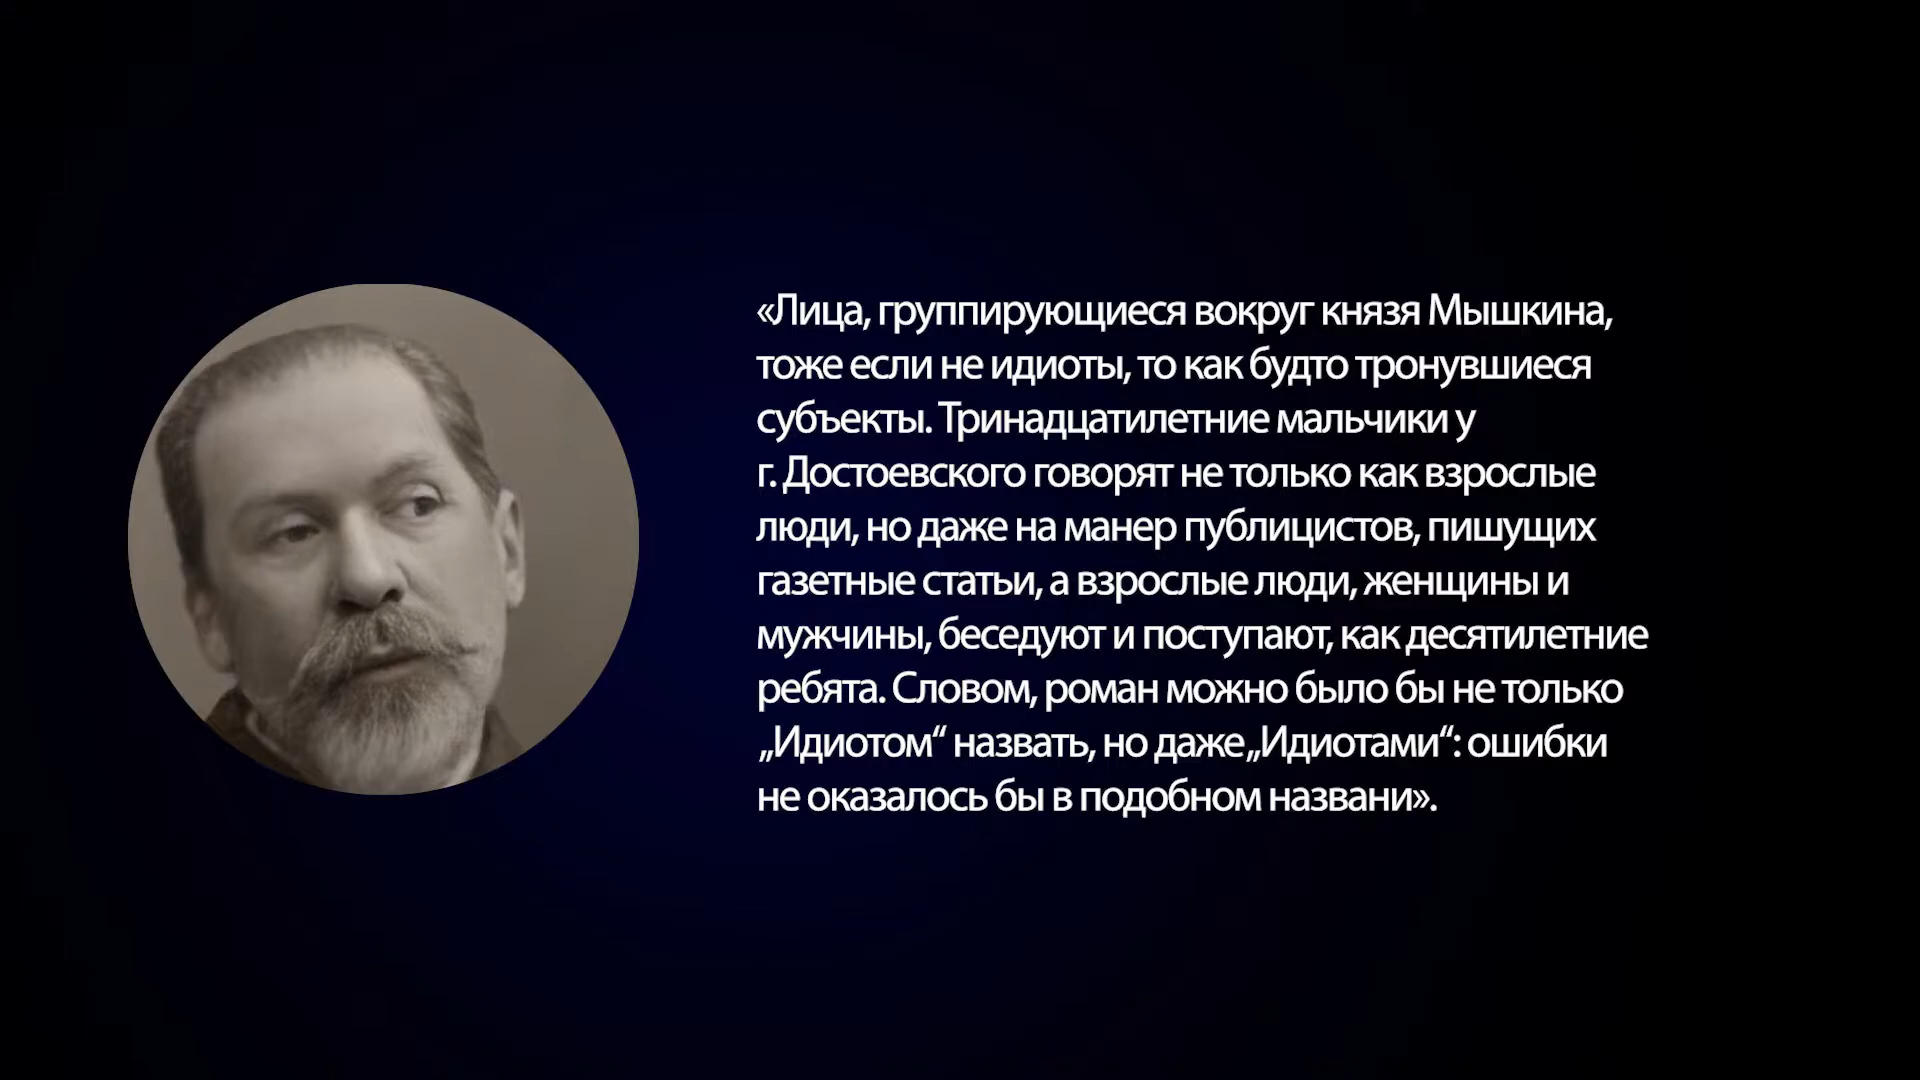 «Лица, группирующиеся вокруг князя Мышкина,
тоже если не идиоты, то как будто тронувшиеся
субъекты. Тринадцатилетние мальчики у
г. Достоевского говорят не только как взрослые
люди, но даже на манер публицистов, пишущих
газетные статьи, а взрослые люди, женщины и
мужчины, беседуют и поступают, как десятилетние
ребята. Словом, роман можно было бы не только
„Идиотом“ назвать, но даже„Идиотами“: ошибки
не оказалось бы в подобном названи».